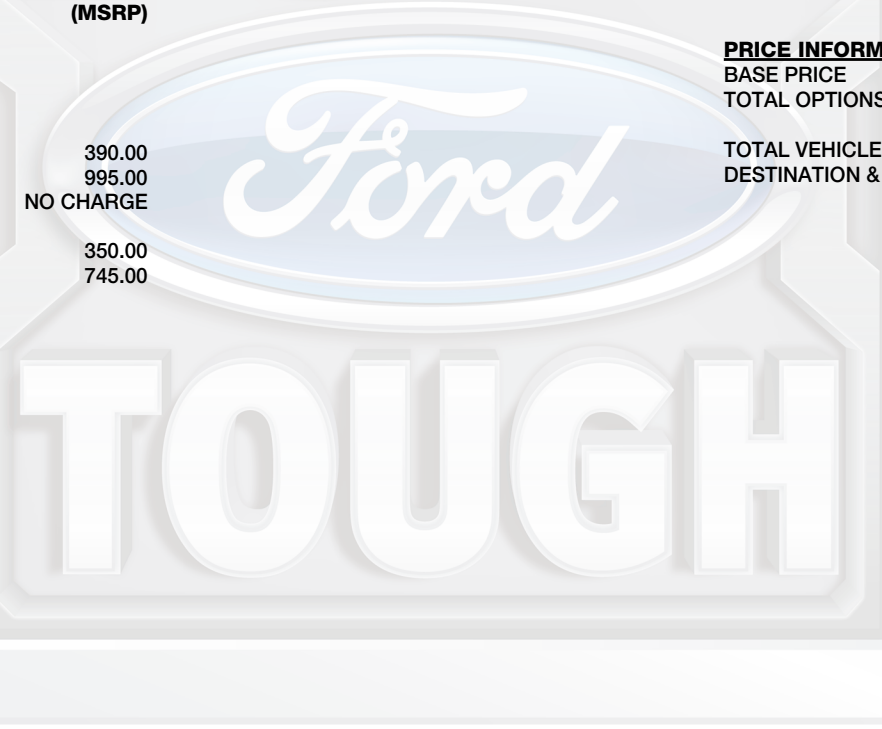 (MSRP)
390.00
995.00
NO CHARGE
350.00
745.00
PRICE INFORM
BASE PRICE
TOTAL OPTIONS
TOTAL VEHICLE
DESTINATION &
Ford
TOUGH